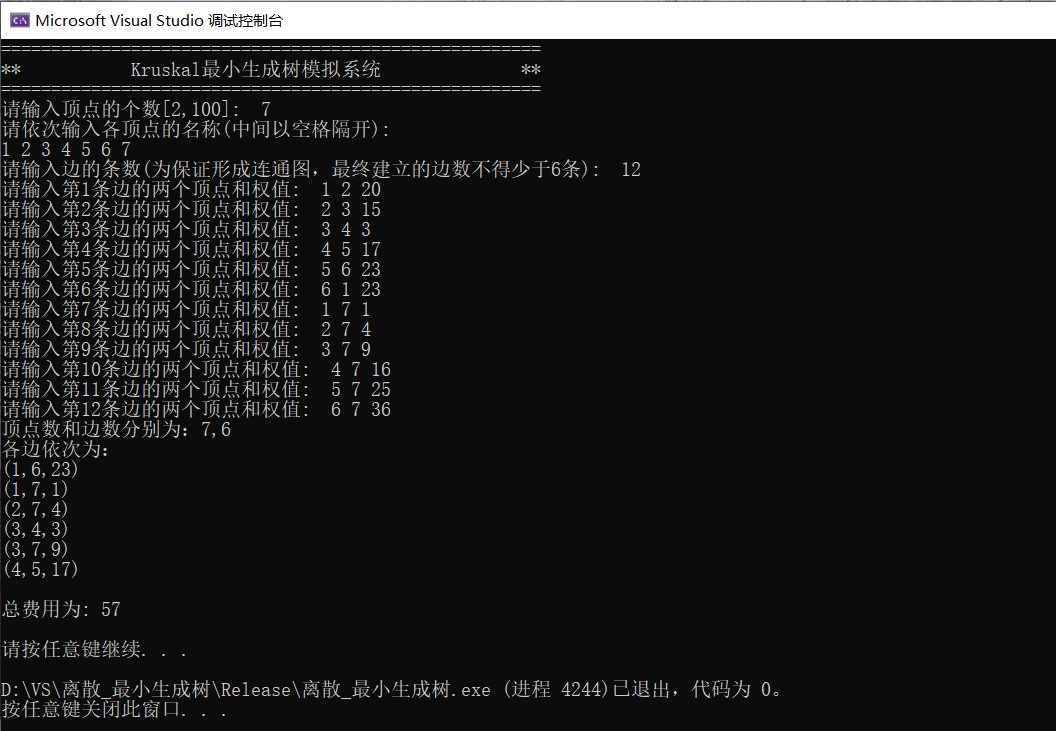 Microsoft Visual Studio 调试控制台
======================================================
** Kruskal最小生成树模拟系统 **
======================================================
请输入顶点的个数[2,100]: 7
请依次输入各顶点的名称(中间以空格隔开):
1 2 3 4 5 6 7
请输入边的条数(为保证形成连通图，最终建立的边数不得少于6条): 12
请输入第1条边的两个顶点和权值: 1 2 20
请输入第2条边的两个顶点和权值: 2 3 15
请输入第3条边的两个顶点和权值: 3 4 3
请输入第4条边的两个顶点和权值: 4 5 17
请输入第5条边的两个顶点和权值: 5 6 23
请输入第6条边的两个顶点和权值: 6 1 23
请输入第7条边的两个顶点和权值: 1 7 1
请输入第8条边的两个顶点和权值: 2 7 4
请输入第9条边的两个顶点和权值: 3 7 9
请输入第10条边的两个顶点和权值: 4 7 16
请输入第11条边的两个顶点和权值: 5 7 25
请输入第12条边的两个顶点和权值: 6 7 36
顶点数和边数分别为：7,6
各边依次为：
(1,6,23)
(1,7,1)
(2,7,4)
(3,4,3)
(3,7,9)
(4,5,17)
总费用为: 57
请按任意键继续. . .
D:\VS\离散_最小生成树\Release\离散_最小生成树.exe (进程 4244)已退出，代码为 0。
按任意键关闭此窗口. . .